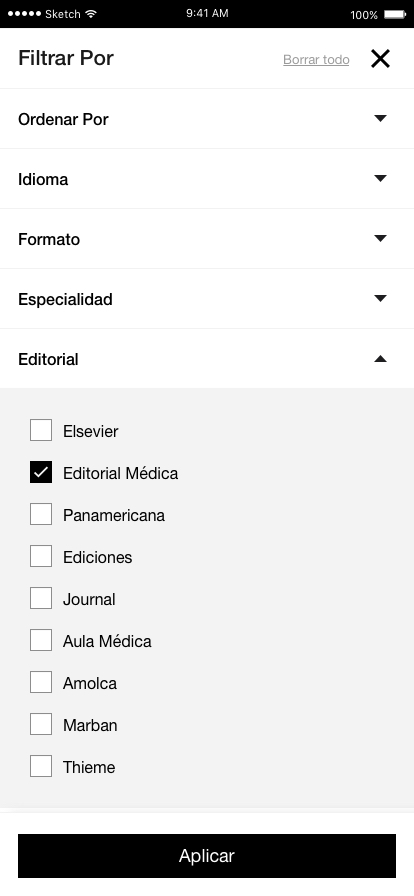 Sketch 9:41 AM 100%
Filtrar Por Borrar todo
Ordenar Por
Idioma
Formato
Especialidad
Editorial
Elsevier
Editorial Médica
Panamericana
Ediciones
Journal
Aula Médica
Amolca
Marban
Thieme
Aplicar